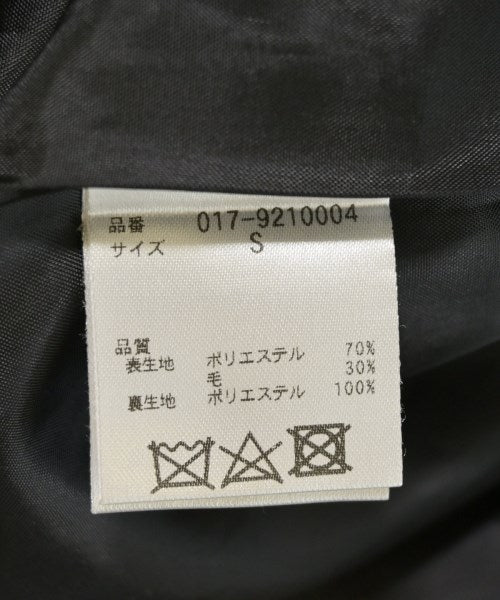 品番 017-9210004
サイズ S
品質
表生地 ポリエステル 70%
毛 30%
裏生地 ポリエステル 100%